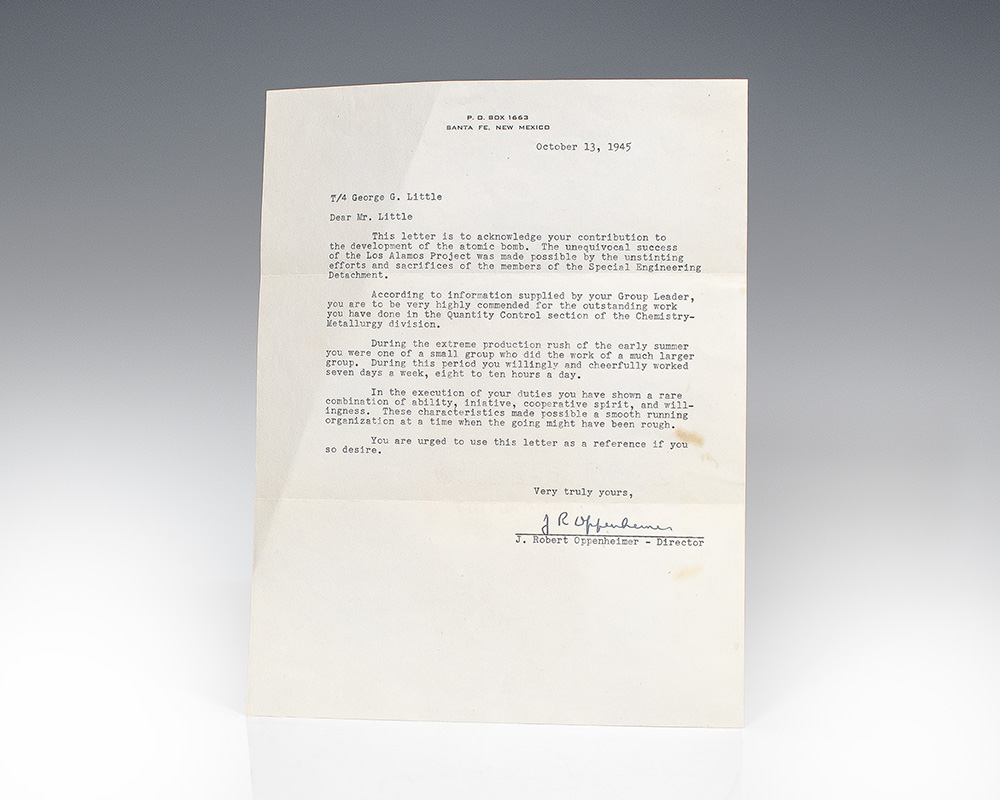 P. O. BOX 1663
SANTA FE, NEW MEXICO
October 13, 1945
T/4 George G. Little
Dear Mr. Little
This letter is to acknowledge your contribution to
the development of the atomic bomb. The unequivocal success
of the Los Alamos Project was made possible by the unstinting
efforts and sacrifices of the members of the Special Engineering
Detachment.
According to information supplied by your Group Leader,
you are to be very highly commended for the outstanding work
you have done in the Quantity Control section of the Chemistry-
Metallurgy division.
During the extreme production rush of the early summer
you were one of a small group who did the work of a much larger
group. During this period you willingly and cheerfully worked
seven days a week, eight to ten hours a day.
In the execution of your duties you have shown a rare
combination of ability, iniative, cooperative spirit, and will-
ingness. These characteristics made possible a smooth running
organization at a time when the going might have been rough.
You are urged to use this letter as a reference if you
so desire.
Very truly yours,
J R Oppenheimer
J. Robert Oppenheimer - Director